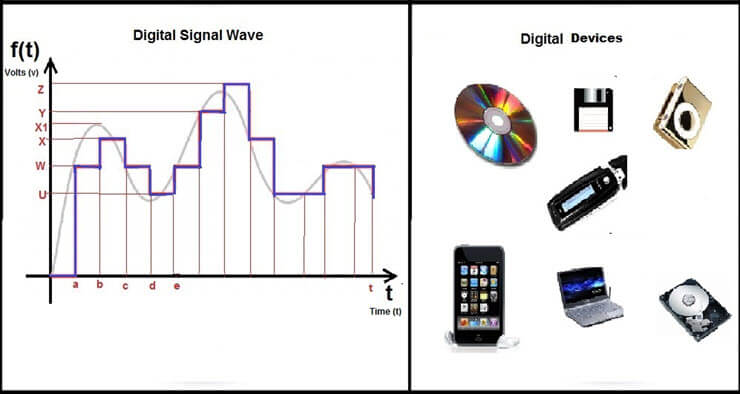 Digital Signal Wave
f(t)
Volts (v)
Z
Y
X1
X
W
U
a b c d e t
t
Time (t)
Digital Devices